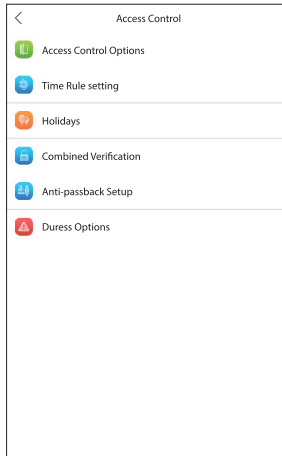 Access Control
Access Control Options
Time Rule setting
Holidays
Combined Verification
Anti-passback Setup
Duress Options